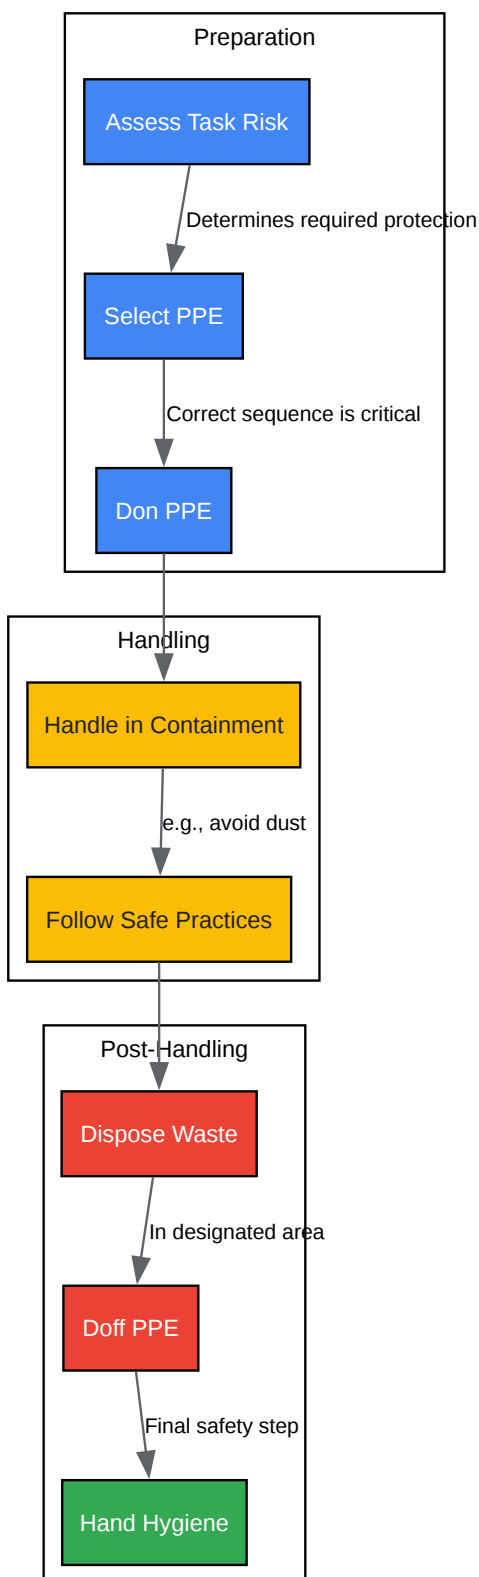 Preparation
Assess Task Risk
Determines required protection
Select PPE
Correct sequence is critical
Don PPE
Handling
Handle in Containment
e.g., avoid dust
Follow Safe Practices
Post-Handling
Dispose Waste
In designated area
Doff PPE
Final safety step
Hand Hygiene